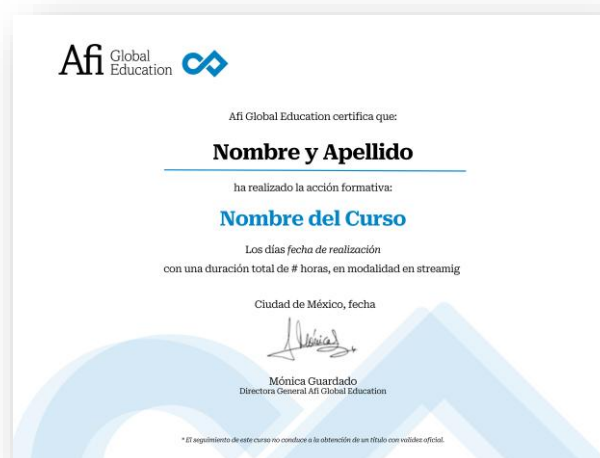 Afi Global
Education
Afi Global Education certifica que:
Nombre y Apellido
ha realizado la acción formativa:
Nombre del Curso
Los días fecha de realización
con una duración total de # horas, en modalidad en streamig
Ciudad de México, fecha
Mónica
Mónica Guardado
Directora General Afi Global Education
* El seguimiento de este curso no conduce a la obtención de un título con validez oficial.